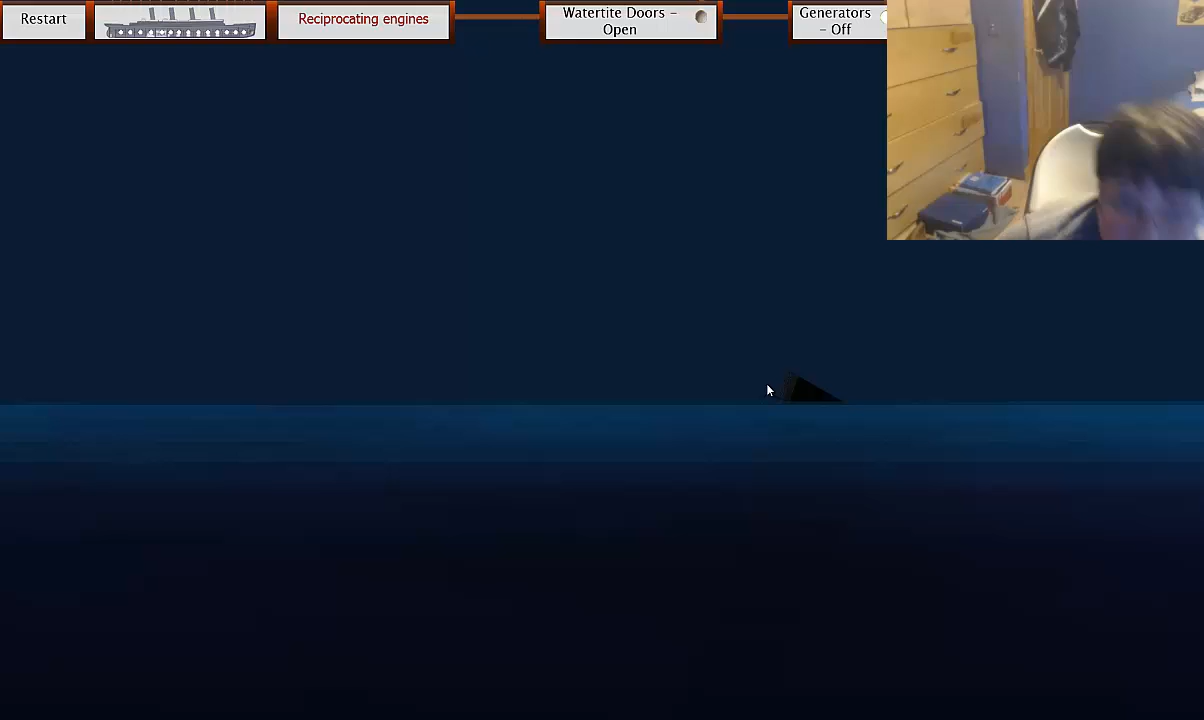 Restart
Reciprocating engines
Watertite Doors -
Open
Generators
- Off